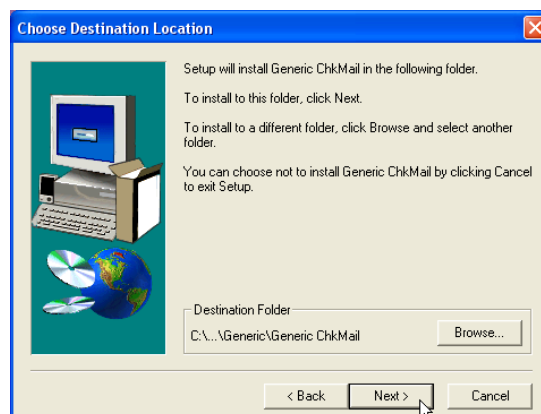 Choose Destination Location
Setup will install Generic ChkMail in the following folder.
To install to this folder, click Next.
To install to a different folder, click Browse and select another
folder.
You can choose not to install Generic ChkMail by clicking Cancel
to exit Setup.
Destination Folder
C:\...\Generic\Generic ChkMail
Browse...
< Back
Next >
Cancel